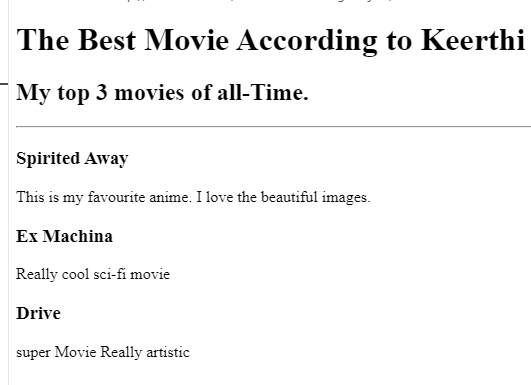 The Best Movie According to Keerthi
My top 3 movies of all-Time.
Spirited Away
This is my favourite anime. I love the beautiful images.
Ex Machina
Really cool sci-fi movie
Drive
super Movie Really artistic